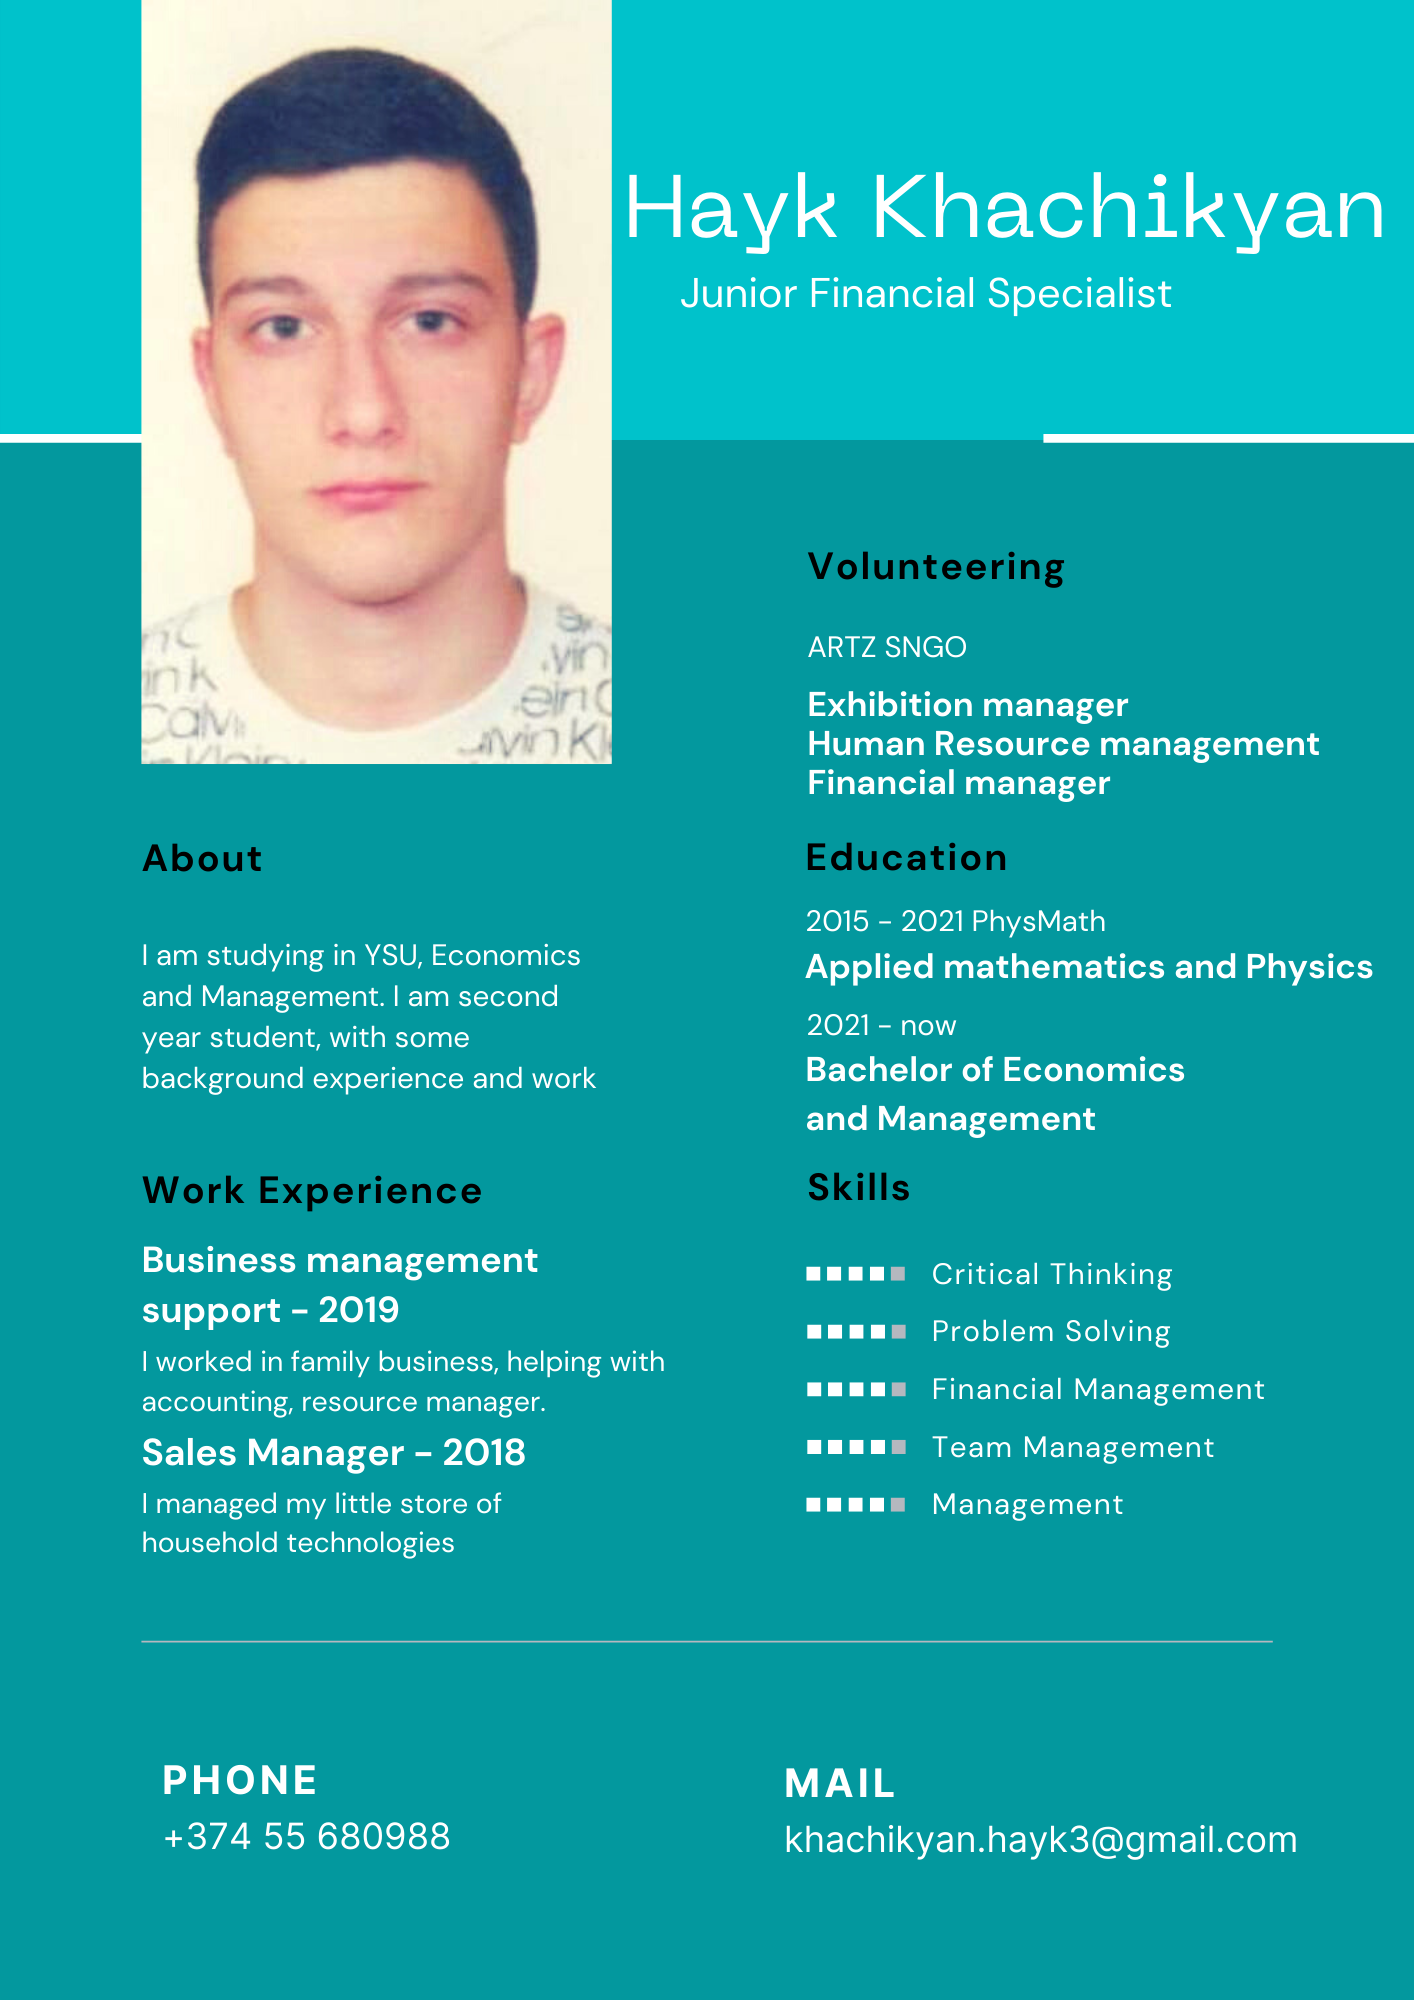 Hayk Khachikyan
Junior Financial Specialist
About
I am studying in YSU, Economics
and Management. I am second
year student, with some
background experience and work
Work Experience
Business management
support - 2019
I worked in family business, helping with
accounting, resource manager.
Sales Manager - 2018
I managed my little store of
household technologies
Volunteering
ARTZ SNGO
Exhibition manager
Human Resource management
Financial manager
Education
2015 - 2021 PhysMath
Applied mathematics and Physics
2021 - now
Bachelor of Economics
and Management
Skills
Critical Thinking
Problem Solving
Financial Management
Team Management
Management
PHONE
+374 55 680988
MAIL
khachikyan.hayk3@gmail.com